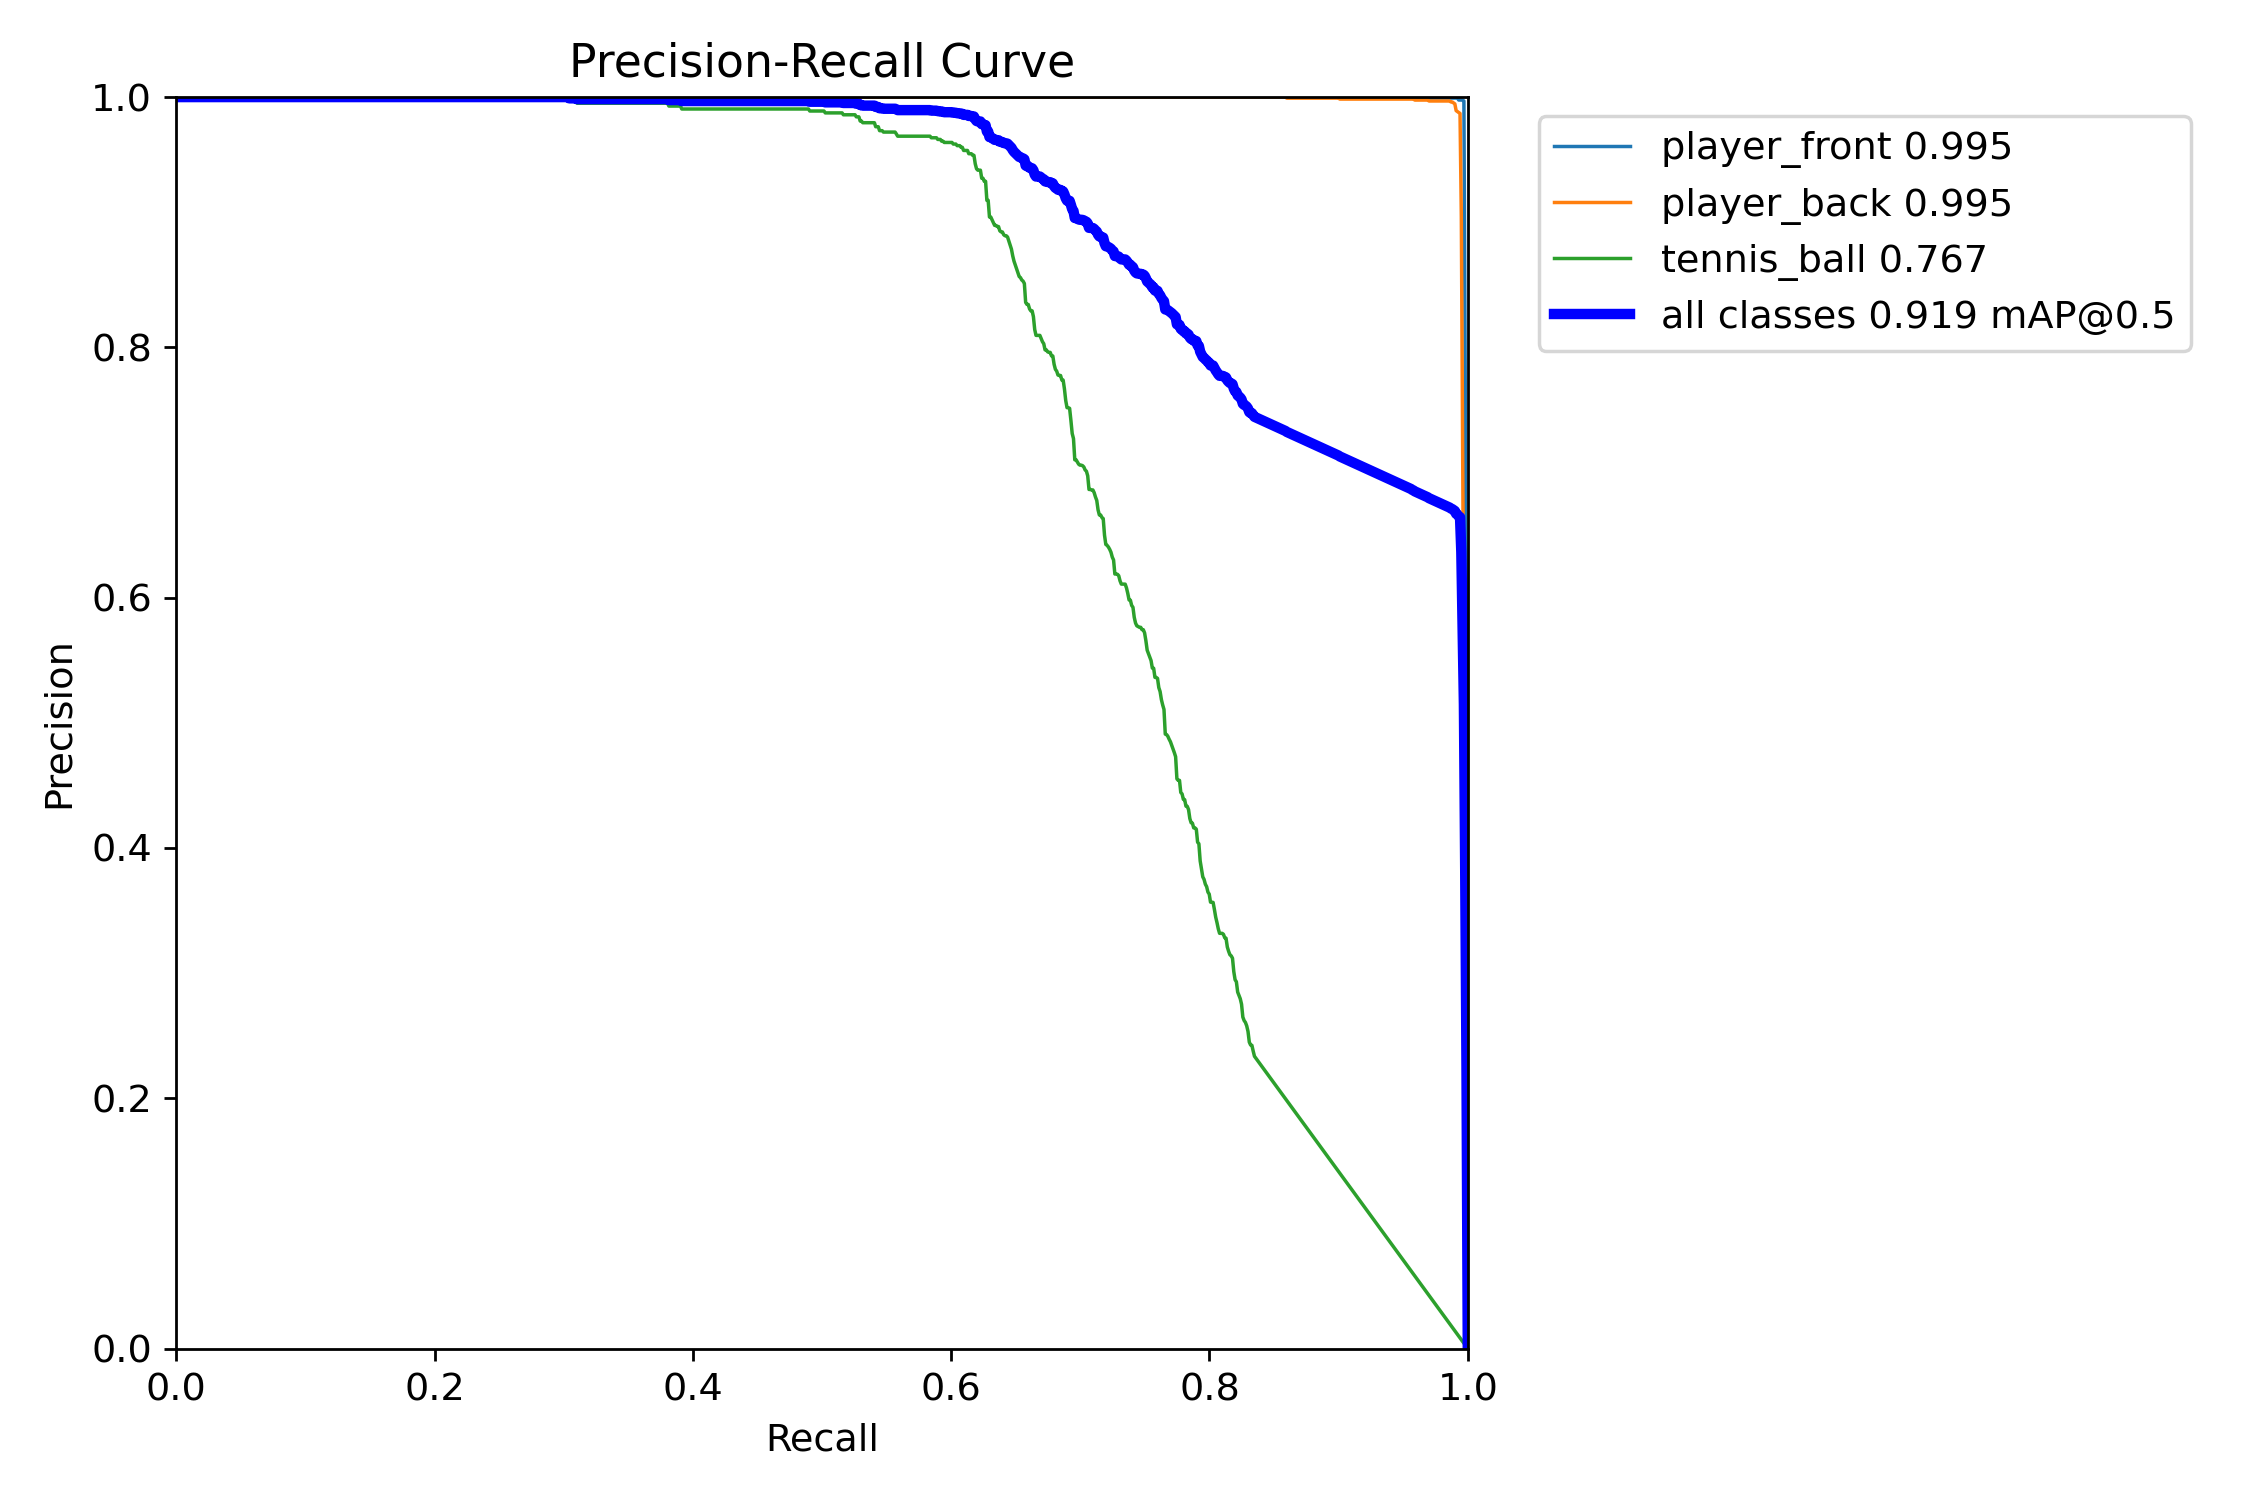 Precision-Recall Curve
1.0
0.8
0.6
0.4
0.2
0.0
Precision
0.0 0.2 0.4 0.6 0.8 1.0
Recall
player_front 0.995
player_back 0.995
tennis_ball 0.767
all classes 0.919 mAP@0.5